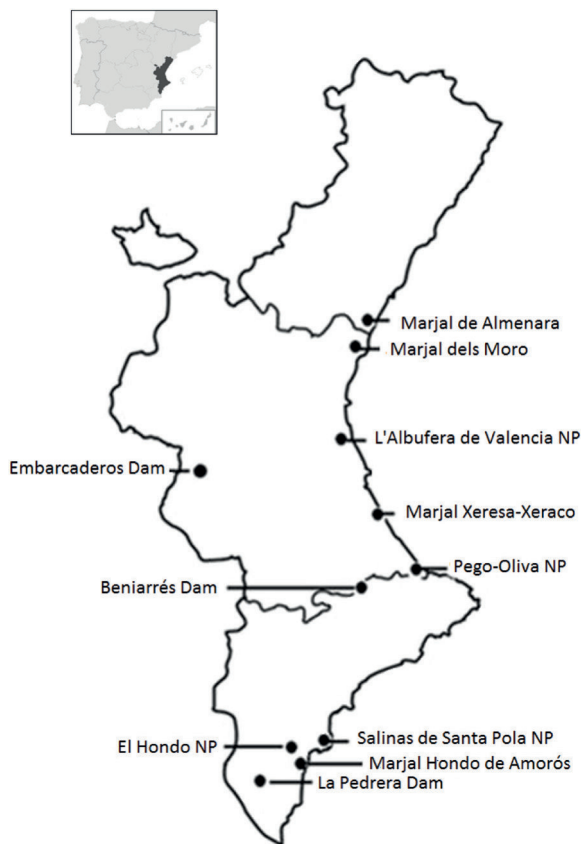 Marjal de Almenara
Marjal dels Moro
L'Albufera de Valencia NP
Embarcaderos Dam
Marjal Xeresa-Xeraco
Pego-Oliva NP
Beniarrés Dam
Salinas de Santa Pola NP
El Hondo NP
Marjal Hondo de Amorós
La Pedrera Dam